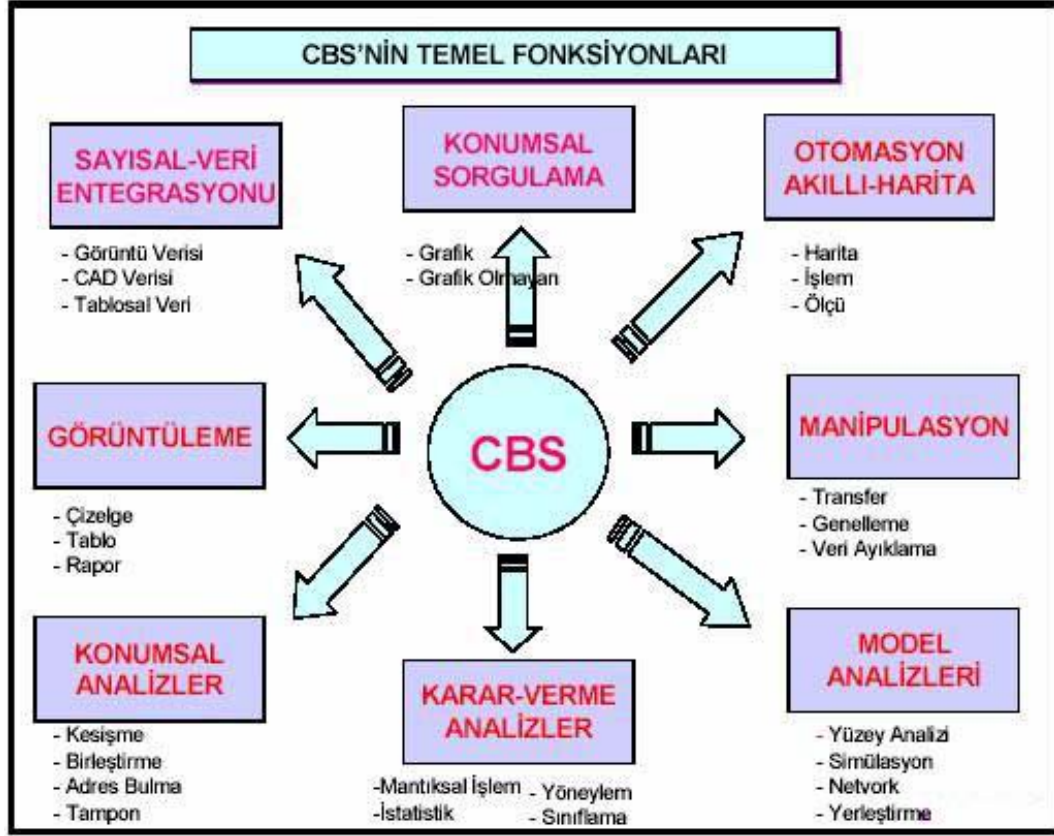 CBS'NİN TEMEL FONKSİYONLARI
SAYISAL-VERİ
ENTEGRASYONU
- Görüntü Verisi
- CAD Verisi
- Tablosal Veri
KONUMSAL
SORGULAMA
- Grafik
- Grafik Olmayan
OTOMASYON
AKILLI-HARİTA
- Harita
- İşlem
- Ölçü
GÖRÜNTÜLEME
- Çizelge
- Tablo
- Rapor
CBS
MANİPULASYON
- Transfer
- Genelleme
- Veri Ayıklama
KONUMSAL
ANALİZLER
- Kesişme
- Birleştirme
- Adres Bulma
- Tampon
KARAR-VERME
ANALİZLER
-Mantıksal İşlem
-İstatistik
- Yöneylem
- Sınıflama
MODEL
ANALİZLERİ
- Yüzey Analizi
- Simülasyon
- Network
- Yerleştirme